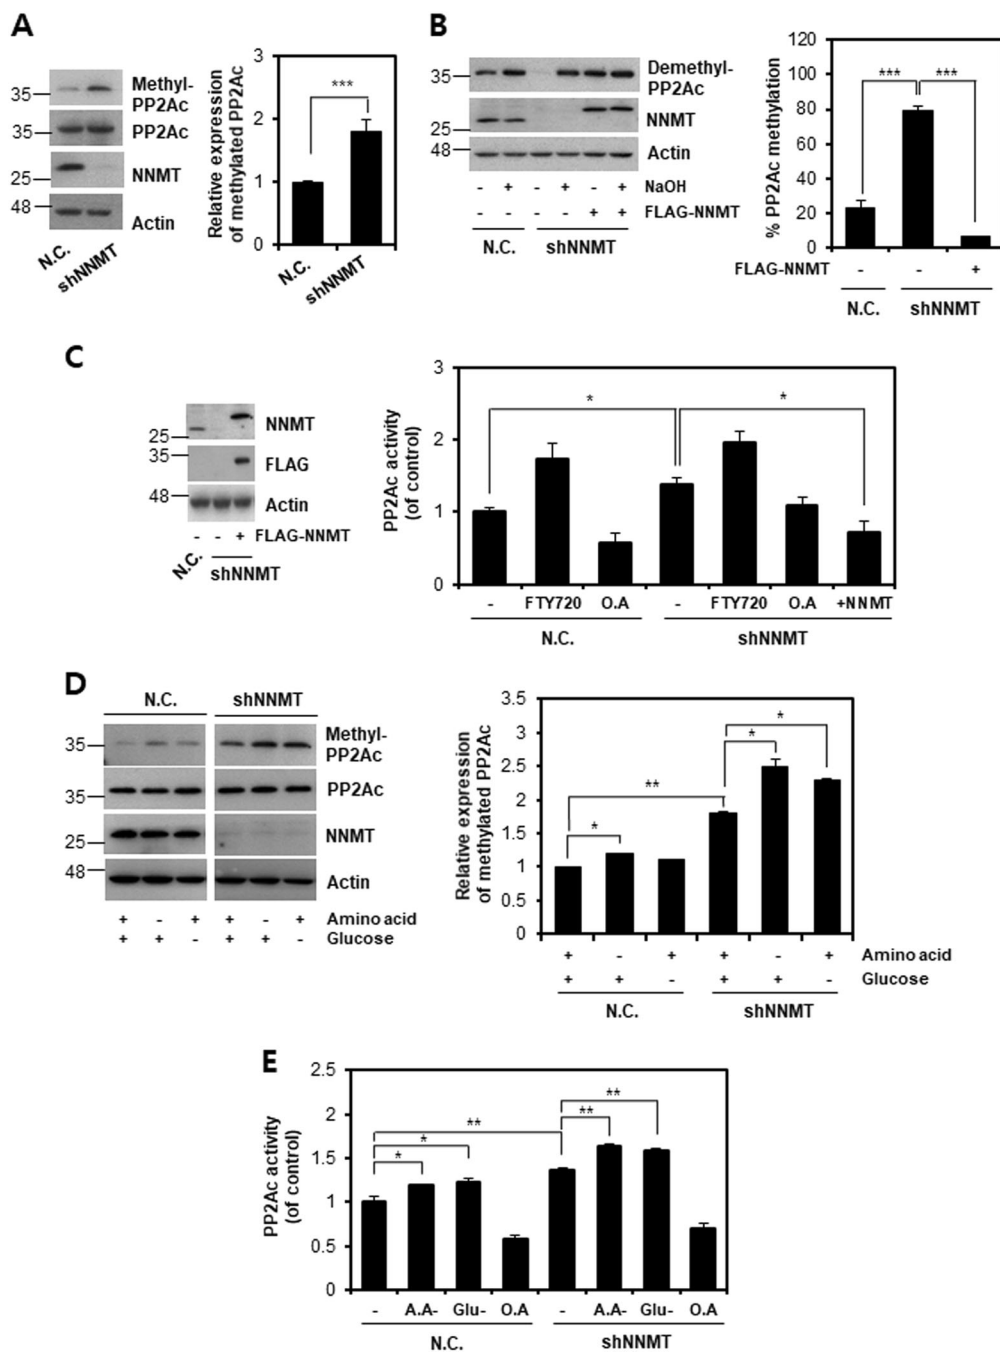 A
35
Methyl-
PP2Ac
35
PP2Ac
25
NNMT
48
Actin
N.C.
shNNMT
Relative expression
of methylated PP2Ac
3
2
1
0
***
N.C.
shNNMT
B
35
Demethyl-
PP2Ac
25
NNMT
48
Actin
- + - + - + NaOH
- - - - + + FLAG-NNMT
N.C. shNNMT
% PP2Ac methylation
120
100
80
60
40
20
0
*** ***
FLAG-NNMT - - +
N.C. shNNMT
C
25
NNMT
35
FLAG
48
Actin
- - + FLAG-NNMT
N.C. shNNMT
PP2Ac activity
(of control)
3
2
1
0
* *
- FTY720 O.A - FTY720 O.A +NNMT
N.C. shNNMT
D
N.C. shNNMT
35
Methyl-
PP2Ac
35
PP2Ac
25
NNMT
48
Actin
+ - + + - + Amino acid
+ + - + + - Glucose
Relative expression
of methylated PP2Ac
3.5
3
2.5
2
1.5
1
0.5
0
*
*
**
*
+ - + + - + Amino acid
+ + - + + - Glucose
N.C. shNNMT
E
PP2Ac activity
(of control)
2.5
2
1.5
1
0.5
0
**
** **
*
*
- A.A- Glu- O.A - A.A- Glu- O.A
N.C. shNNMT